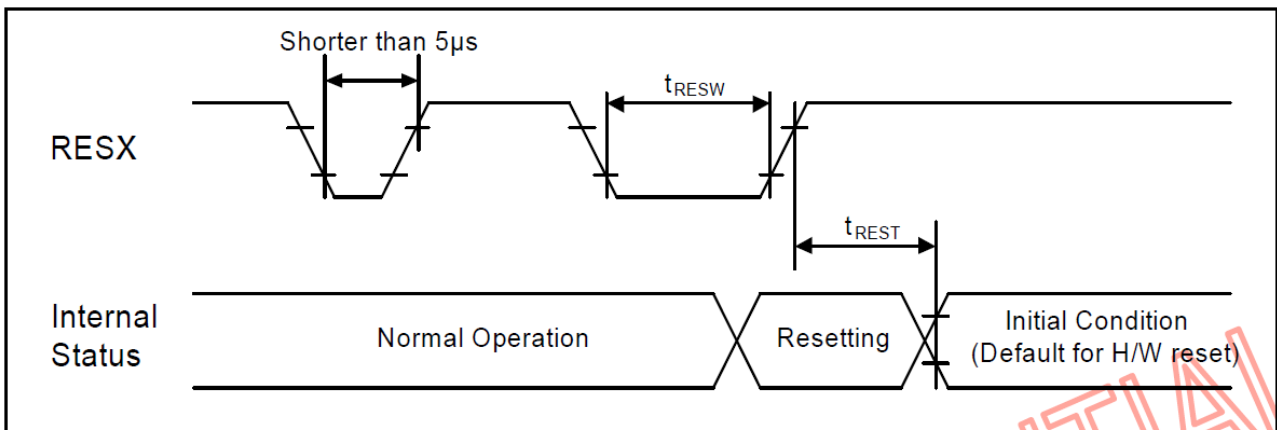 Shorter than 5µs
tRESW
RESX
tREST
Internal
Status
Normal Operation
Resetting
Initial Condition
(Default for H/W reset)